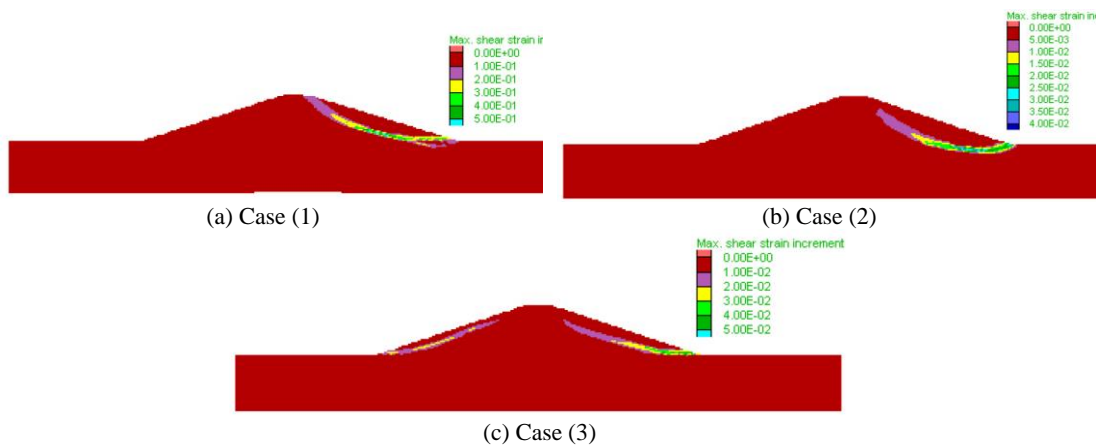 Max. shear strain in
0.00E+00
1.00E-01
2.00E-01
3.00E-01
4.00E-01
5.00E-01
Max. shear strain inc
0.00E+00
5.00E-03
1.00E-02
1.50E-02
2.00E-02
2.50E-02
3.00E-02
3.50E-02
4.00E-02
(a) Case (1)
(b) Case (2)
Max. shear strain increment
0.00E+00
1.00E-02
2.00E-02
3.00E-02
4.00E-02
5.00E-02
(c) Case (3)